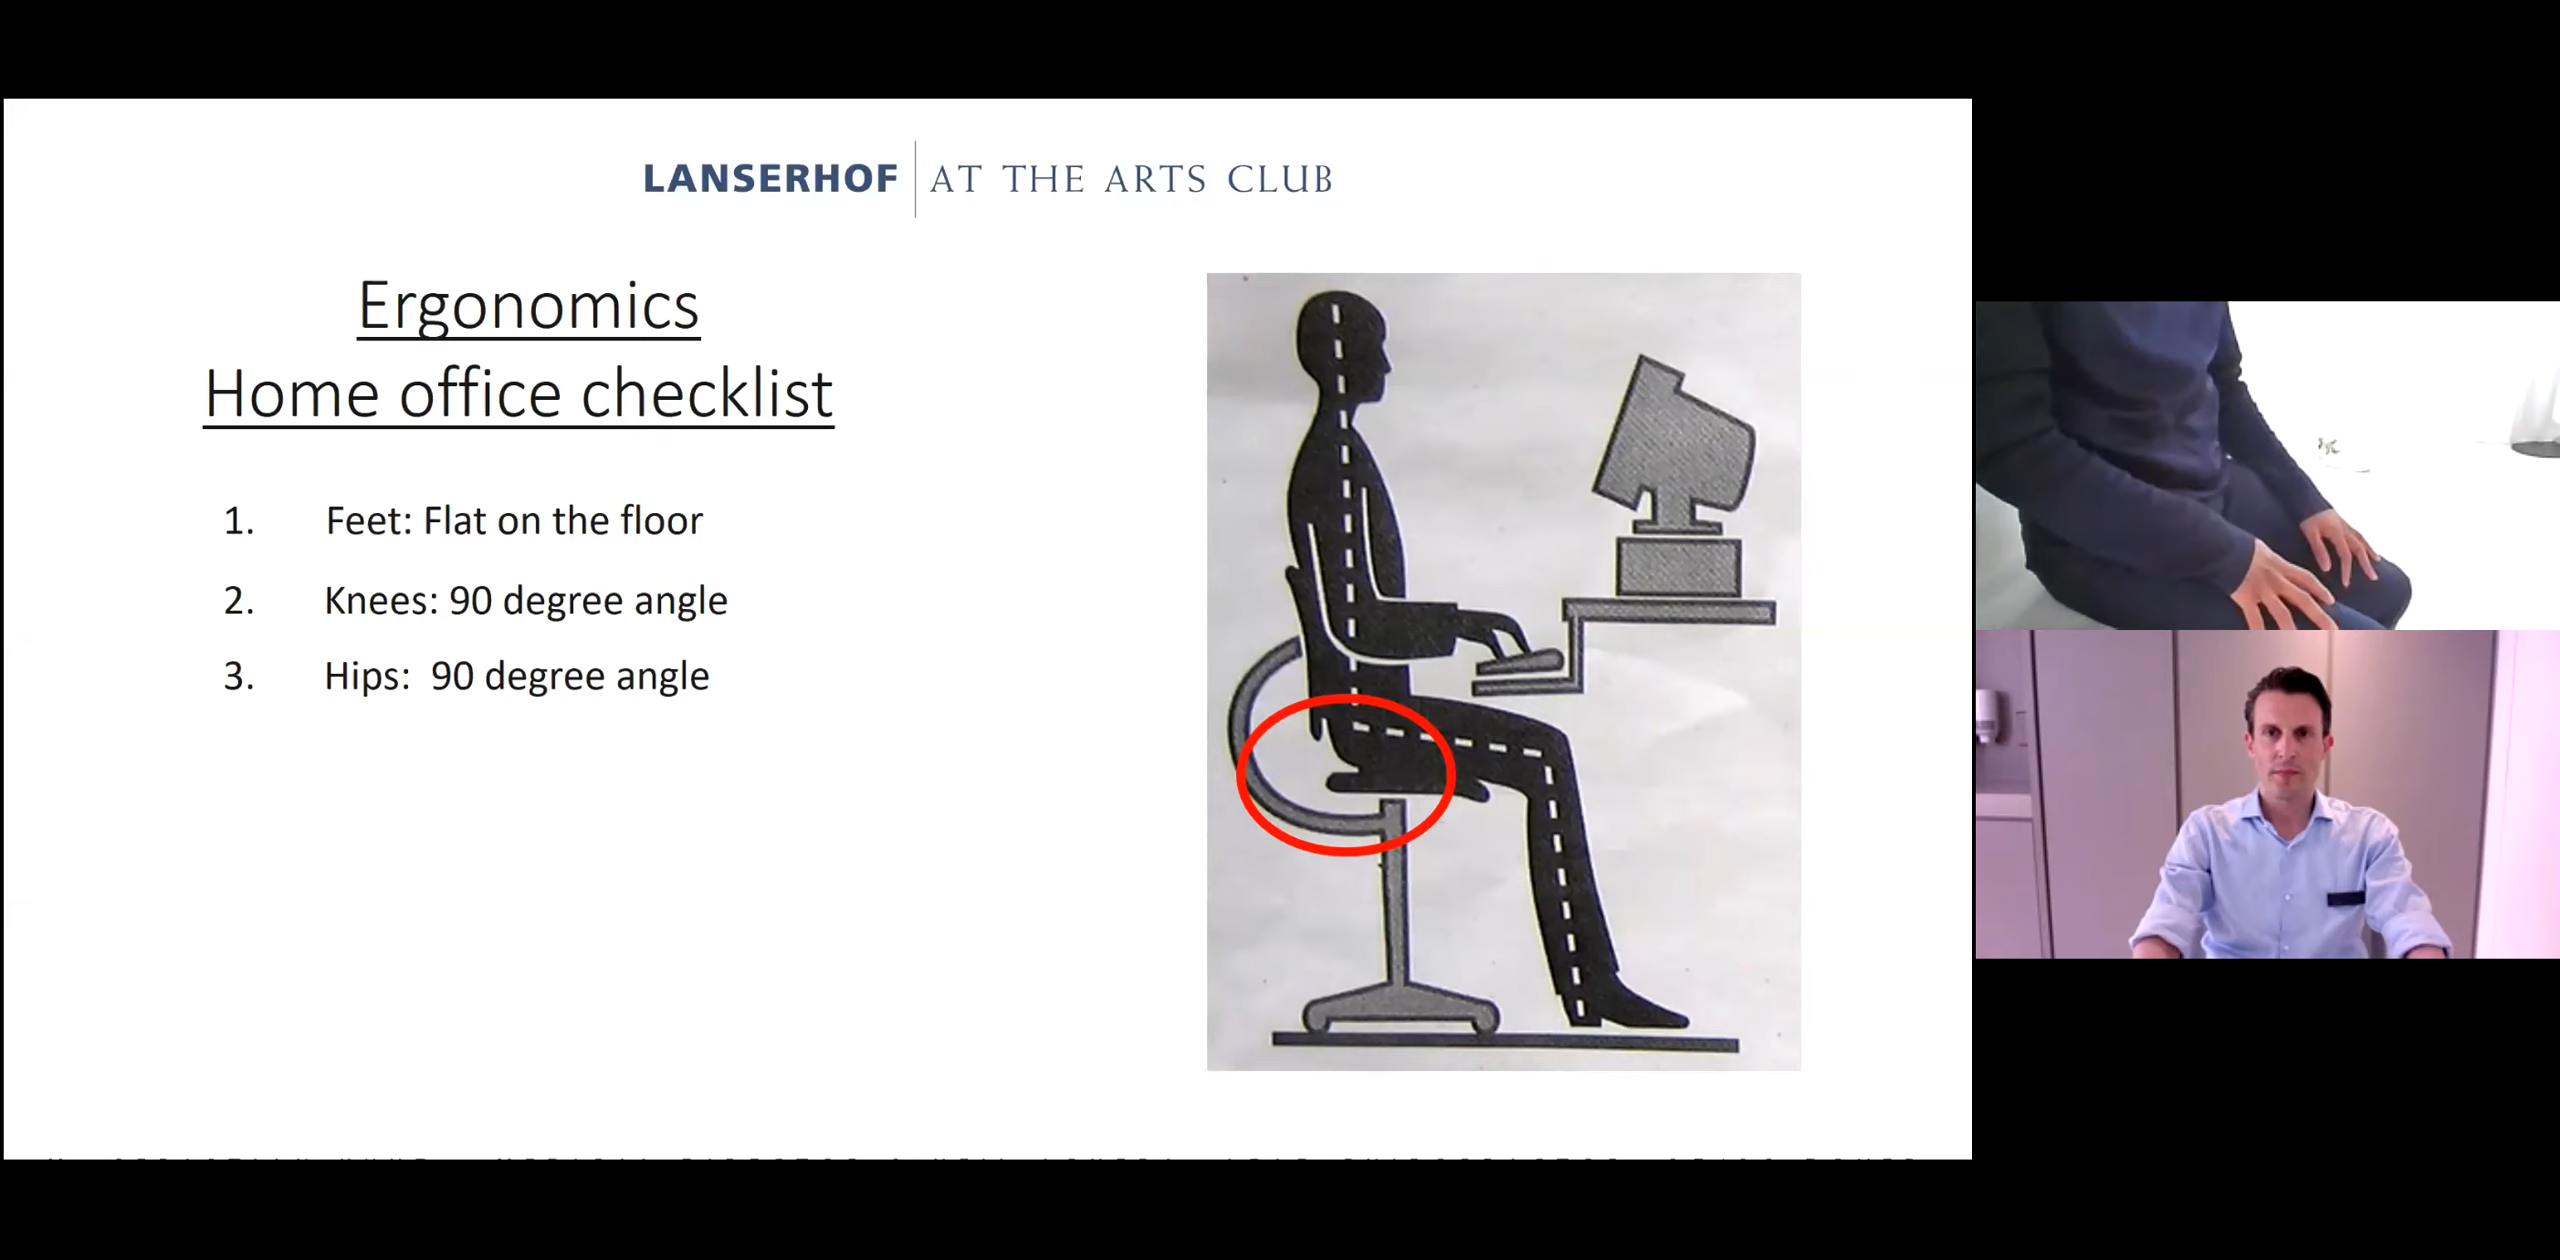 LANSERHOF AT THE ARTS CLUB
Ergonomics
Home office checklist
1. Feet: Flat on the floor
2. Knees: 90 degree angle
3. Hips: 90 degree angle